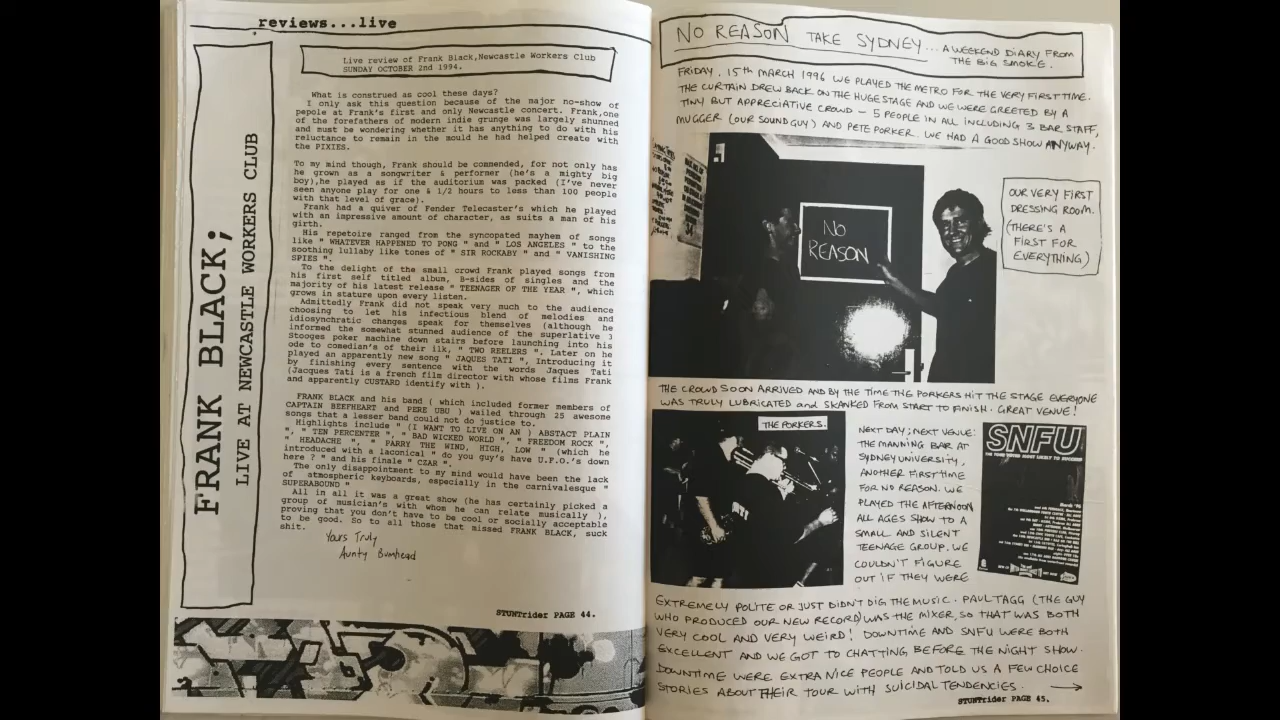 reviews...live
FRANK BLACK;
LIVE AT NEWCASTLE WORKERS CLUB
Live review of Frank Black,Newcastle Workers Club
SUNDAY OCTOBER 2nd 1994.
What is construed as cool these days?
I only ask this question because of the major no-show of
pepole at Frank's first and only Newcastle concert. Frank,one
of the forefathers of modern indie grunge was largely shunned
and must be wondering whether it has anything to do with his
reluctance to remain in the mould he had helped create with
the PIXIES.
To my mind though, Frank should be commended, for not only has
he grown as a songwriter & performer (he's a mighty big
boy),he played as if the auditorium was packed (I've never
seen anyone play for one & 1/2 hours to less than 100 people
with that level of grace).
Frank had a quiver of Fender Telecaster's which he played
with an impressive amount of character, as suits a man of his
girth.
His repetoire ranged from the syncopated mayhem of songs
like " WHATEVER HAPPENED TO PONG " and " LOS ANGELES " to the
soothing lullaby like tones of " SIR ROCKABY " and " VANISHING
SPIES ".
To the delight of the small crowd Frank played songs from
his first self titled album, B-sides of singles and the
majority of his latest release " TEENAGER OF THE YEAR ", which
grows in stature upon every listen.
Admittedly Frank did not speak very much to the audience
choosing to let his infectious blend of melodies and
idiosynchratic changes speak for themselves (although he
informed the somewhat stunned audience of the superlative 3
Stooges poker machine down stairs before launching into his
ode to comedian's of their ilk, " TWO REELERS ". Later on he
played an apparently new song " JAQUES TATI ", Introducing it
by finishing every sentence with the words Jaques Tati
(Jacques Tati is a french film director with whose films Frank
and apparently CUSTARD identify with ).
FRANK BLACK and his band ( which included former members of
CAPTAIN BEEFHEART and PERE UBU ) wailed through 25 awesome
songs that a lesser band could not do justice to.
Highlights include " (I WANT TO LIVE ON AN ) ABSTACT PLAIN
", " TEN PERCENTER ", " BAD WICKED WORLD ", " FREEDOM ROCK ",
" HEADACHE ", " PARRY THE WIND, HIGH, LOW " (which he
introduced with a laconical " do you guy's have U.F.O.'s down
here ? " and his finale " CZAR ".
The only disappointment to my mind would have been the lack
of atmospheric keyboards, especially in the carnivalesque "
SUPERABOUND "
All in all it was a great show (he has certainly picked a
group of musician's with whom he can relate musically ),
proving that you don't have to be cool or socially acceptable
to be good. So to all those that missed FRANK BLACK, suck
shit.
Yours Truly
Aunty Bumhead
STUNTrider PAGE 44.
NO REASON TAKE SYDNEY... A WEEKEND DIARY FROM
THE BIG SMOKE.
FRIDAY, 15TH MARCH 1996 WE PLAYED THE METRO FOR THE VERY FIRST TIME.
THE CURTAIN DREW BACK ON THE HUGE STAGE AND WE WERE GREETED BY A
TINY BUT APPRECIATIVE CROWD - 5 PEOPLE IN ALL INCLUDING 3 BAR STAFF,
MUGGER (OUR SOUND GUY) AND PETE PORKER. WE HAD A GOOD SHOW ANYWAY.
NO
REASON
OUR VERY FIRST
DRESSING ROOM.
(THERE'S A
FIRST FOR
EVERYTHING)
THE CROWD SOON ARRIVED AND BY THE TIME THE PORKERS HIT THE STAGE EVERYONE
WAS TRULY LUBRICATED and SKANKED FROM START TO FINISH. GREAT VENUE!
THE PORKERS.
NEXT DAY; NEXT VENUE:
THE MANNING BAR AT
SYDNEY UNIVERSITY,
ANOTHER FIRST TIME
FOR NO REASON. WE
PLAYED THE AFTERNOON
ALL AGES SHOW TO A
SMALL AND SILENT
TEENAGE GROUP. WE
COULDN'T FIGURE
OUT IF THEY WERE
SNFU
EXTREMELY POLITE OR JUST DIDN'T DIG THE MUSIC. PAUL TAGG (THE GUY
WHO PRODUCED OUR NEW RECORD) WAS THE MIXER, SO THAT WAS BOTH
VERY COOL AND VERY WEIRD! DOWNTIME AND SNFU WERE BOTH
EXCELLENT AND WE GOT TO CHATTING BEFORE THE NIGHT SHOW.
DOWNTIME WERE EXTRA NICE PEOPLE AND TOLD US A FEW CHOICE
STORIES ABOUT THEIR TOUR WITH SUICIDAL TENDENCIES. →
STUNTrider PAGE 45.